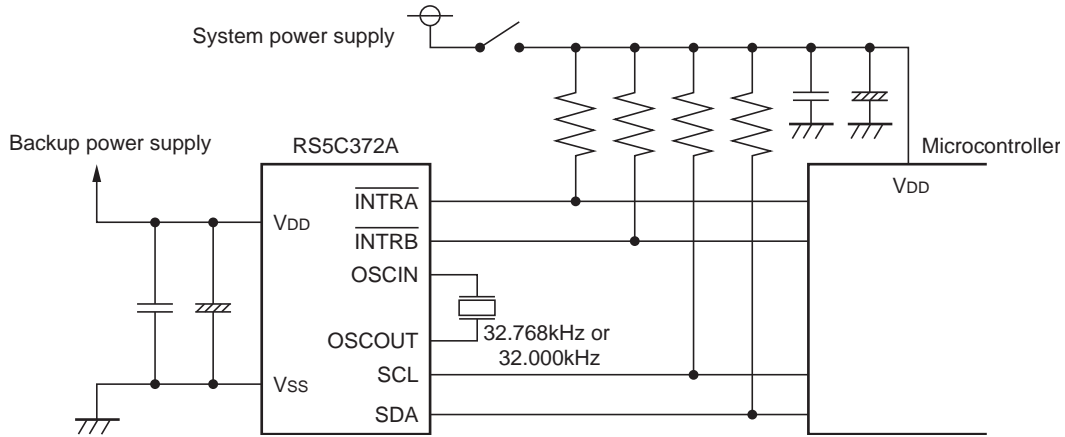 System power supply
Backup power supply
RS5C372A
Microcontroller
VDD
INTRA
VDD
INTRB
OSCIN
OSCOUT
32.768kHz or
32.000kHz
SCL
VSS
SDA